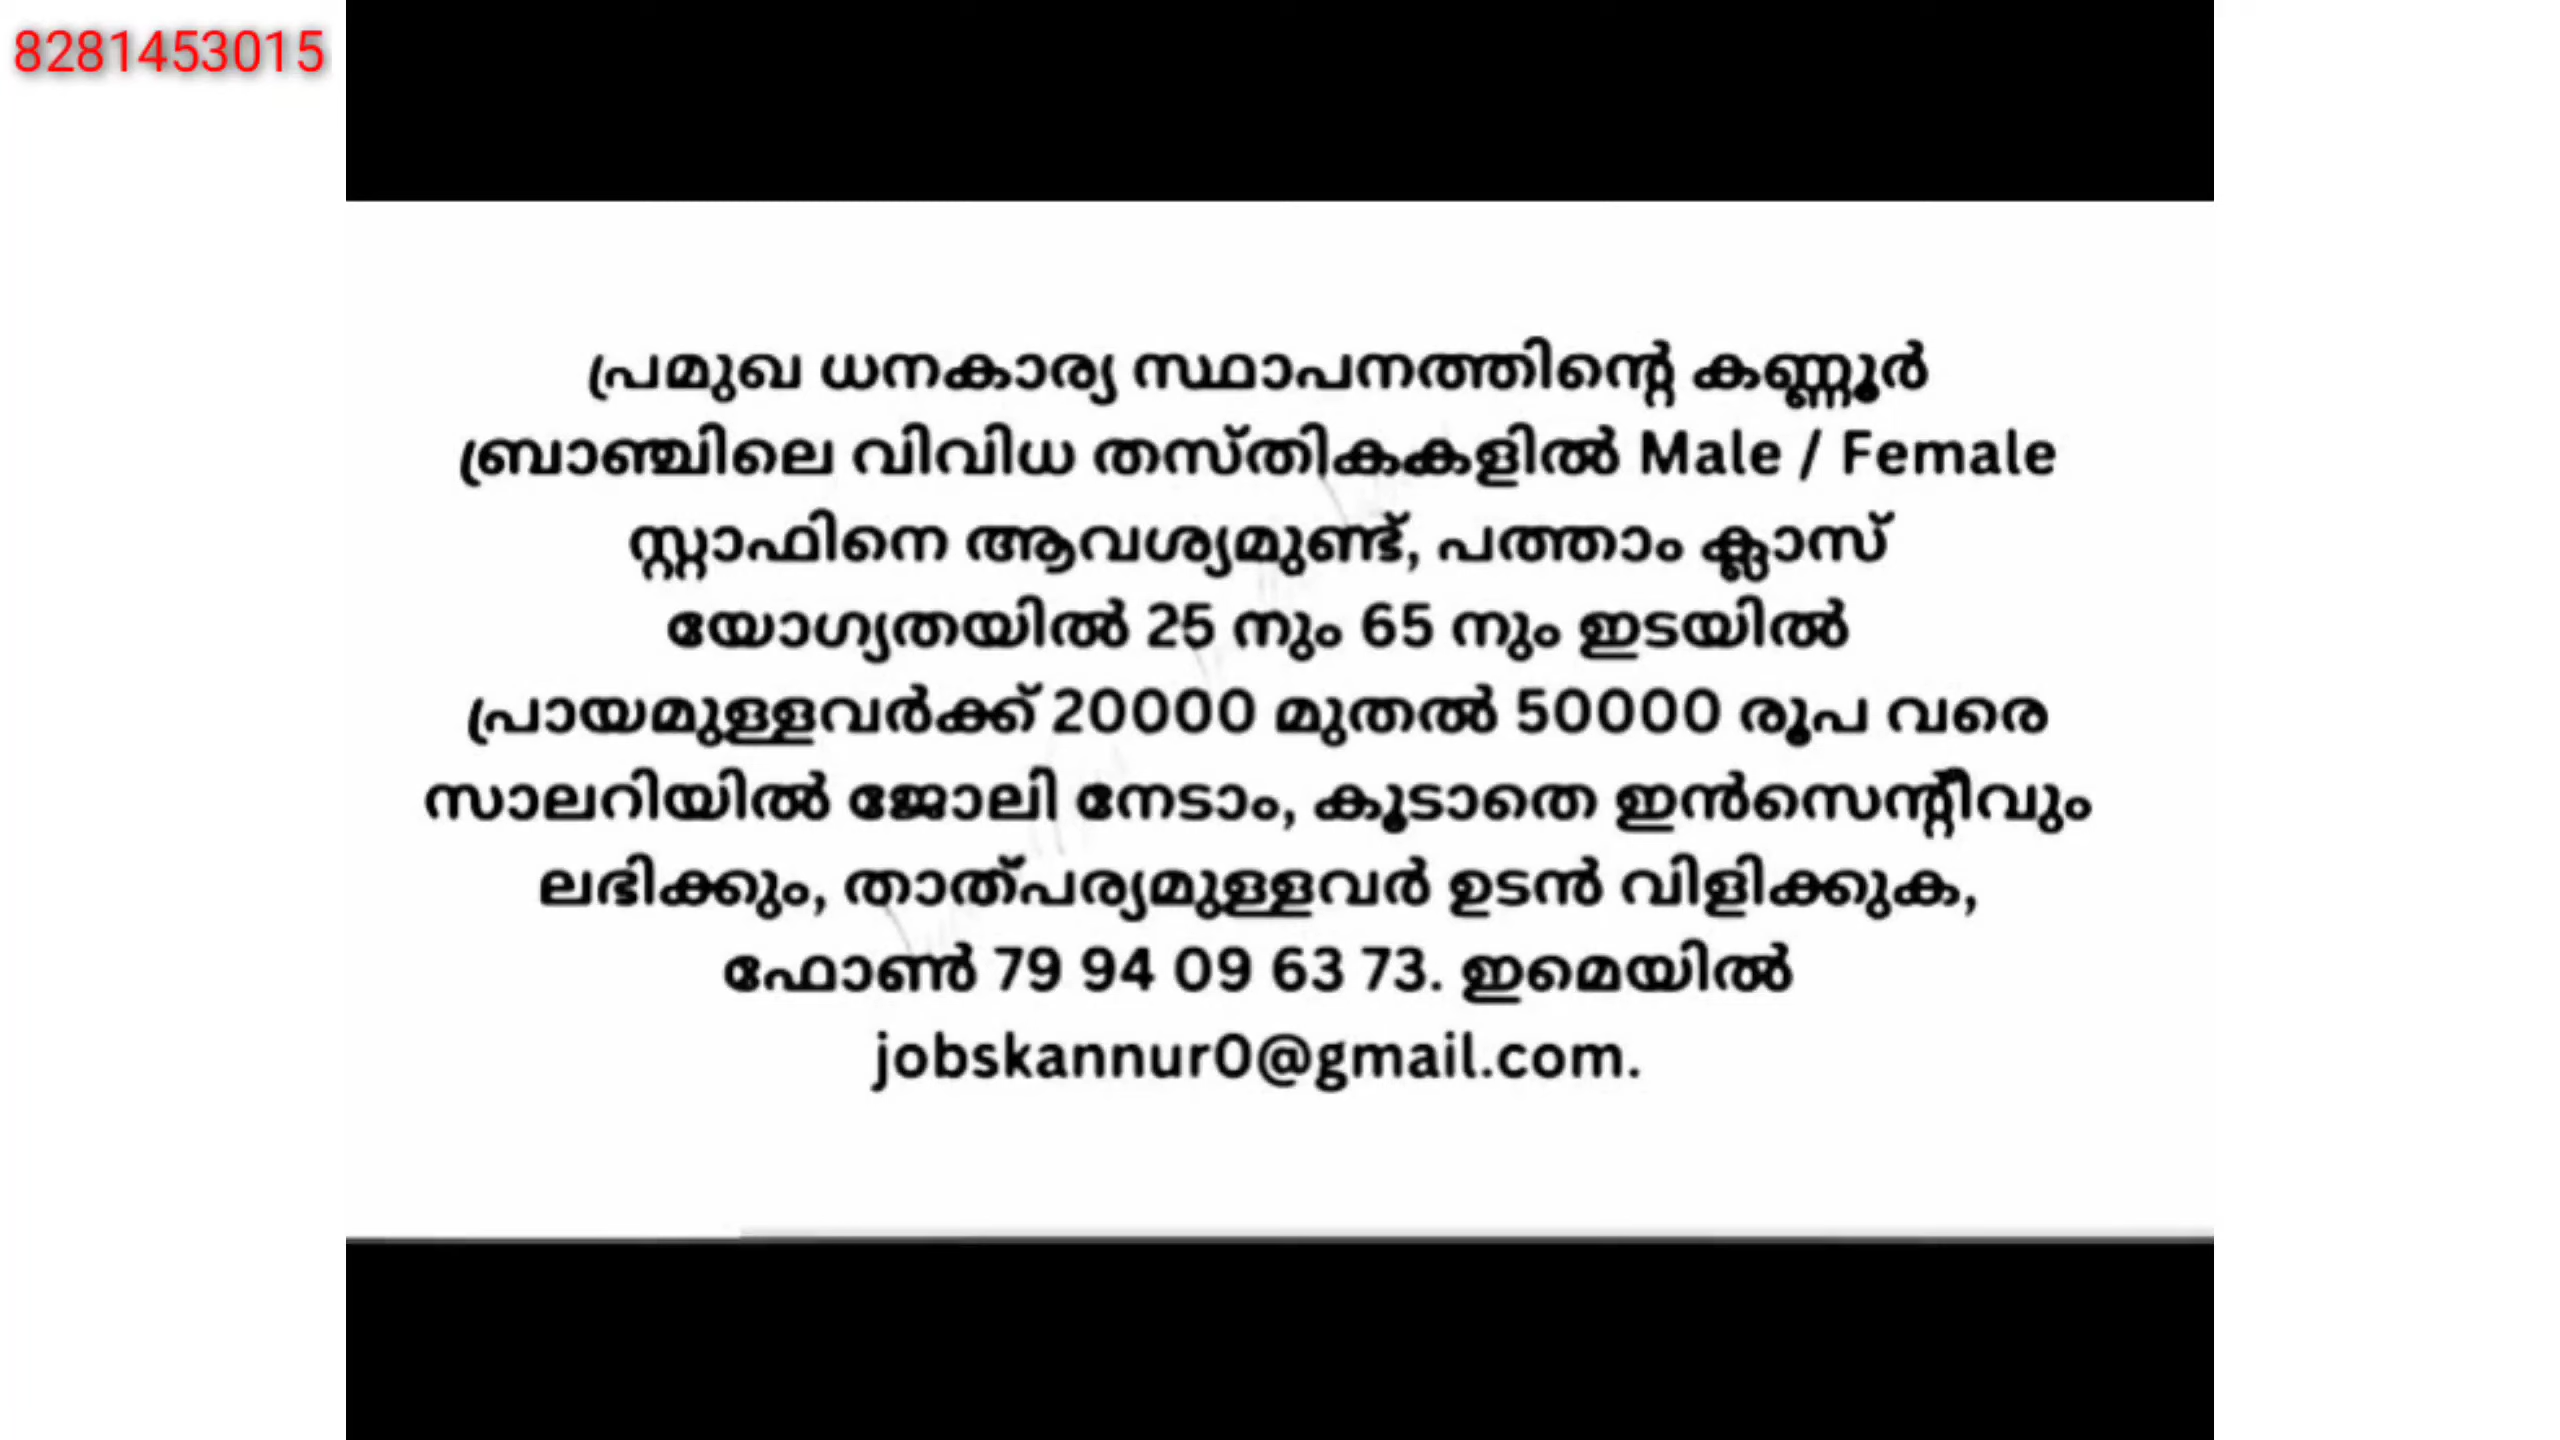 8281453015
പ്രമുഖ ധനകാര്യ സ്ഥാപനത്തിന്റെ കണ്ണൂർ
ബ്രാഞ്ചിലെ വിവിധ തസ്തികകളിൽ Male / Female
സ്റ്റാഫിനെ ആവശ്യമുണ്ട്, പത്താം ക്ലാസ്
യോഗ്യതയിൽ 25 നും 65 നും ഇടയിൽ
പ്രായമുള്ളവർക്ക് 20000 മുതൽ 50000 രൂപ വരെ
സാലറിയിൽ ജോലി നേടാം, കൂടാതെ ഇൻസെന്റീവും
ലഭിക്കും, താത്പര്യമുള്ളവർ ഉടൻ വിളിക്കുക,
ഫോൺ 79 94 09 63 73. ഇമെയിൽ
jobskannur0@gmail.com.